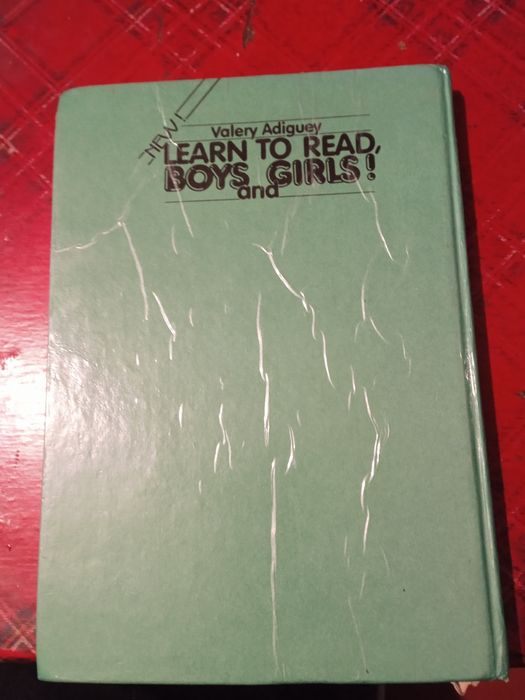 NEW!
Valery Adiguey
LEARN TO READ,
BOYS and GIRLS!